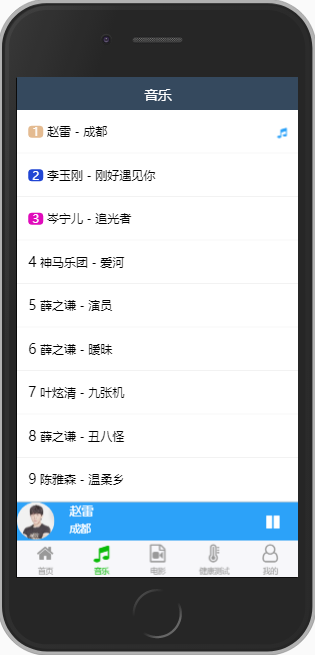 音乐
1 赵雷 - 成都
2 李玉刚 - 刚好遇见你
3 岑宁儿 - 追光者
4 神马乐团 - 爱河
5 薛之谦 - 演员
6 薛之谦 - 暧昧
7 叶炫清 - 九张机
8 薛之谦 - 丑八怪
9 陈雅森 - 温柔乡
赵雷
成都
首页 音乐 电影 健康测试 我的